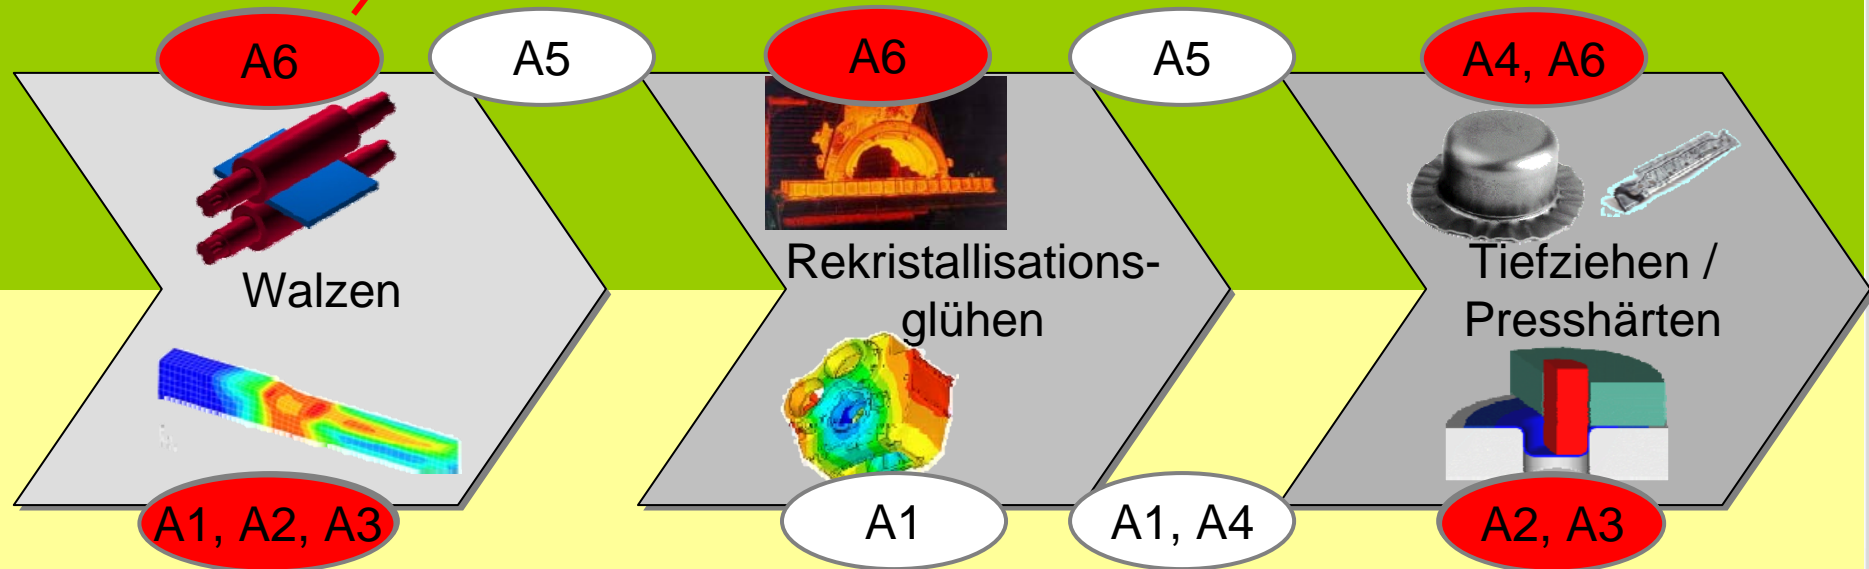 A6
A5
A6
A5
A4, A6
Walzen
Rekristallisations-
glühen
Tiefziehen /
Presshärten
A1, A2, A3
A1
A1, A4
A2, A3